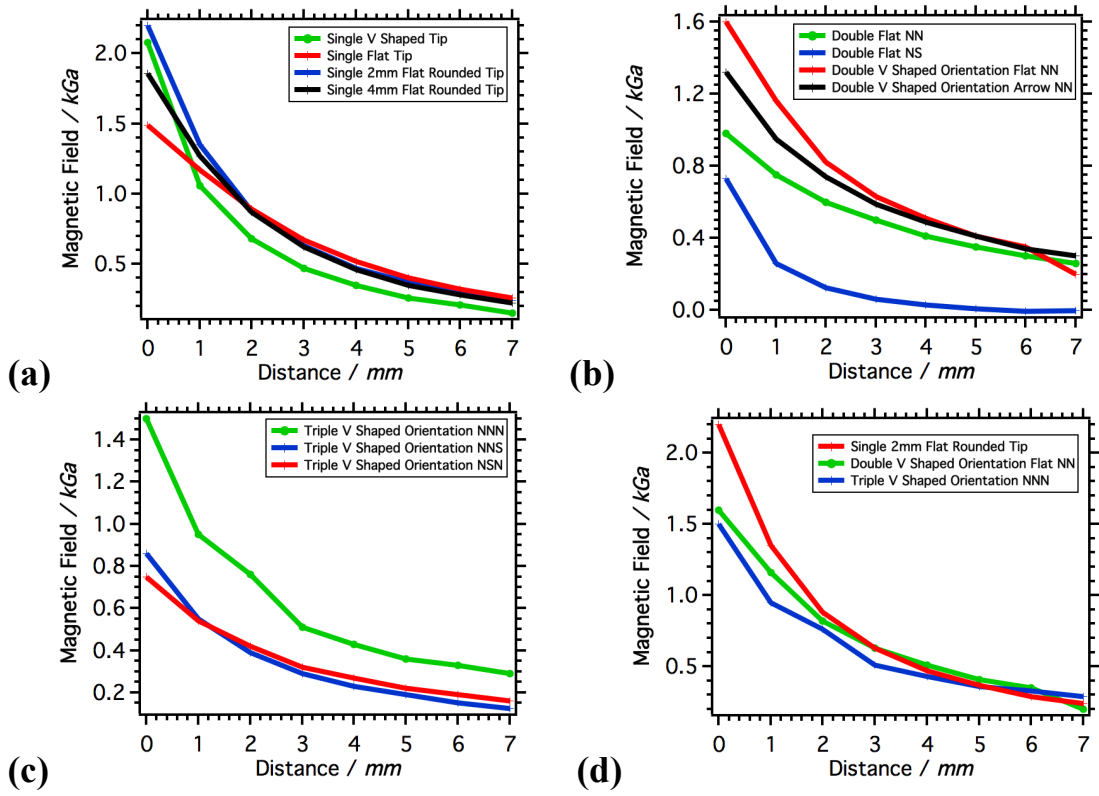 Magnetic Field / kGa
2.0
1.5
1.0
0.5
Single V Shaped Tip
Single Flat Tip
Single 2mm Flat Rounded Tip
Single 4mm Flat Rounded Tip
0 1 2 3 4 5 6 7
Distance / mm
(a)
Magnetic Field / kGa
1.6
1.2
0.8
0.4
0.0
Double Flat NN
Double Flat NS
Double V Shaped Orientation Flat NN
Double V Shaped Orientation Arrow NN
0 1 2 3 4 5 6 7
Distance / mm
(b)
Magnetic Field / kGa
1.4
1.2
1.0
0.8
0.6
0.4
0.2
Triple V Shaped Orientation NNN
Triple V Shaped Orientation NNS
Triple V Shaped Orientation NSN
0 1 2 3 4 5 6 7
Distance / mm
(c)
Magnetic Field / kGa
2.0
1.5
1.0
0.5
Single 2mm Flat Rounded Tip
Double V Shaped Orientation Flat NN
Triple V Shaped Orientation NNN
0 1 2 3 4 5 6 7
Distance / mm
(d)